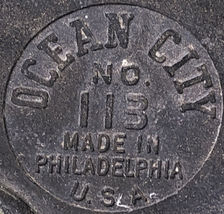 OCEAN CITY
NO.
113
MADE IN
PHILADELPHIA
U.S.A